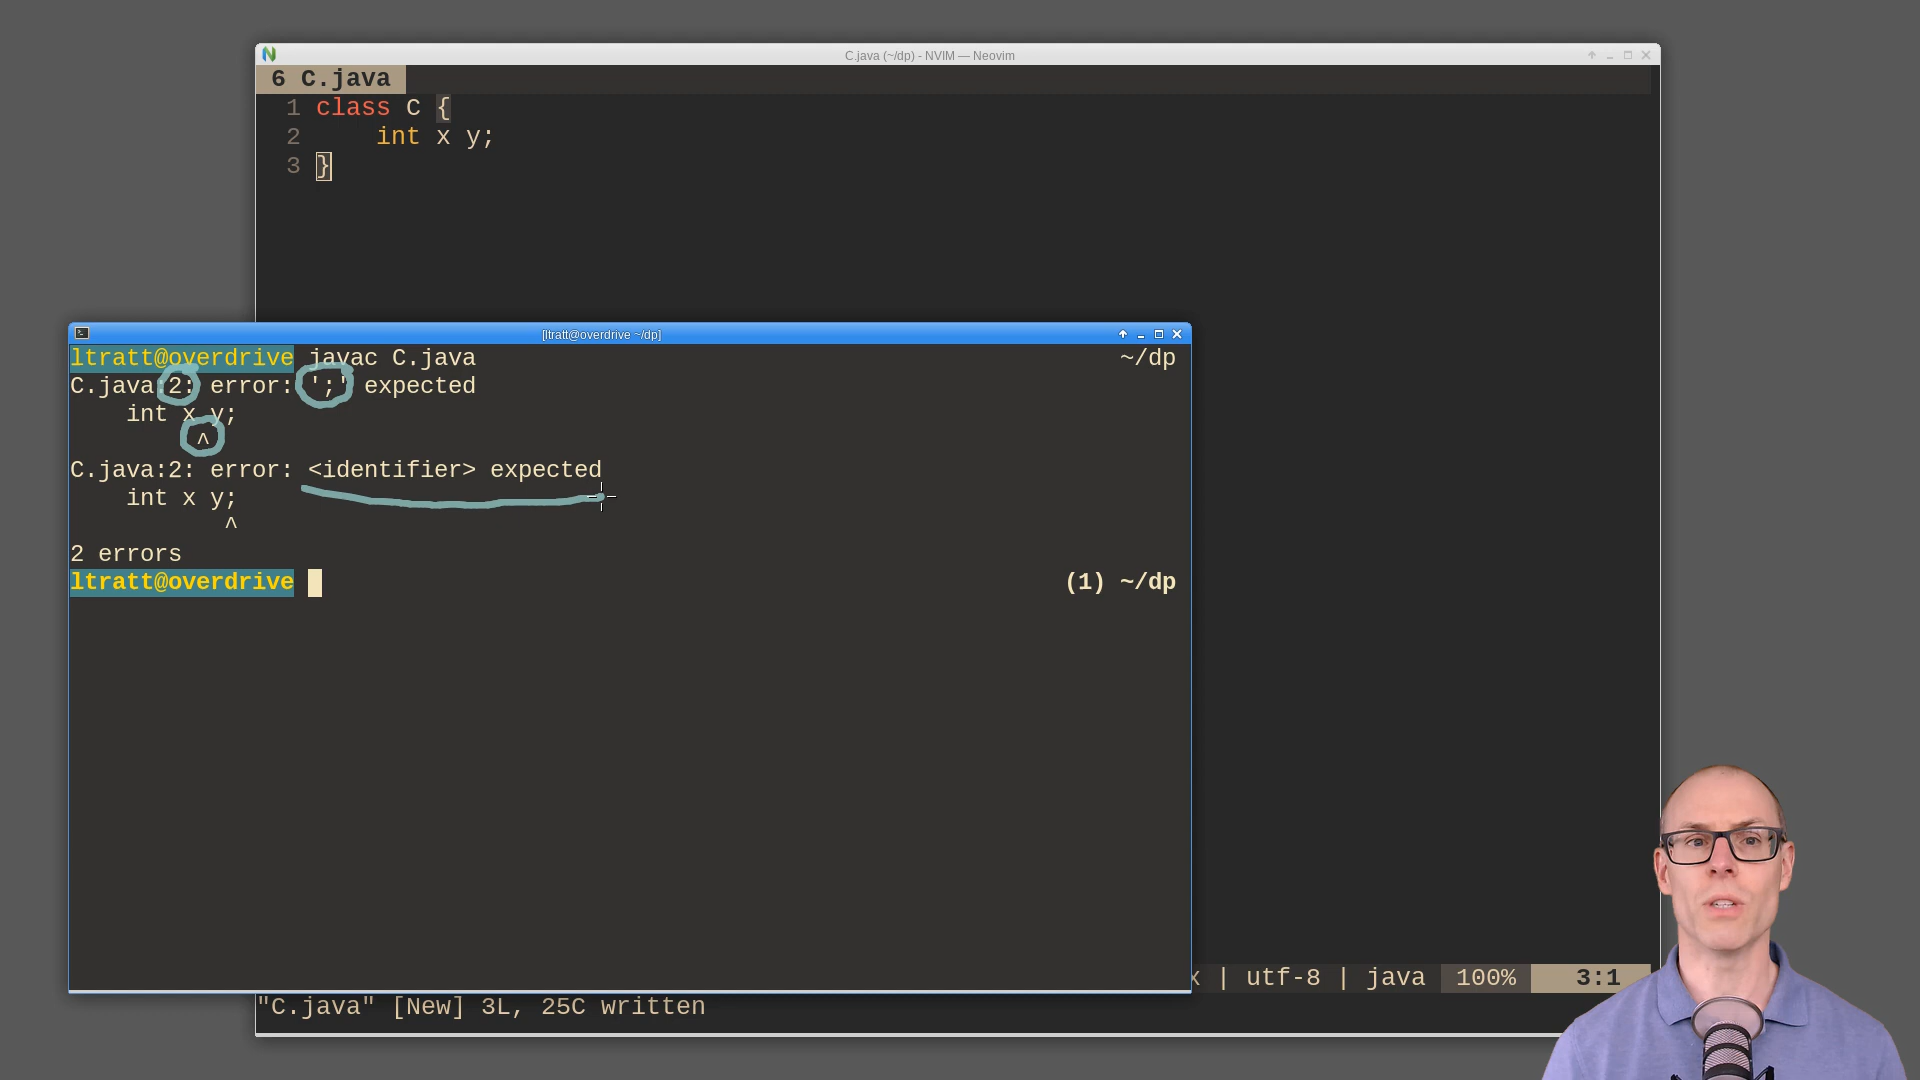 C.java (~/dp) - NVIM — Neovim
6 C.java
1 class C {
2     int x y;
3 }
[ltratt@overdrive ~/dp]
ltratt@overdrive javac C.java ~/dp
C.java:2: error: ';' expected
    int x y;
         ^
C.java:2: error: <identifier> expected
    int x y;
           ^
2 errors
ltratt@overdrive (1) ~/dp
x | utf-8 | java 100% 3:1
"C.java" [New] 3L, 25C written